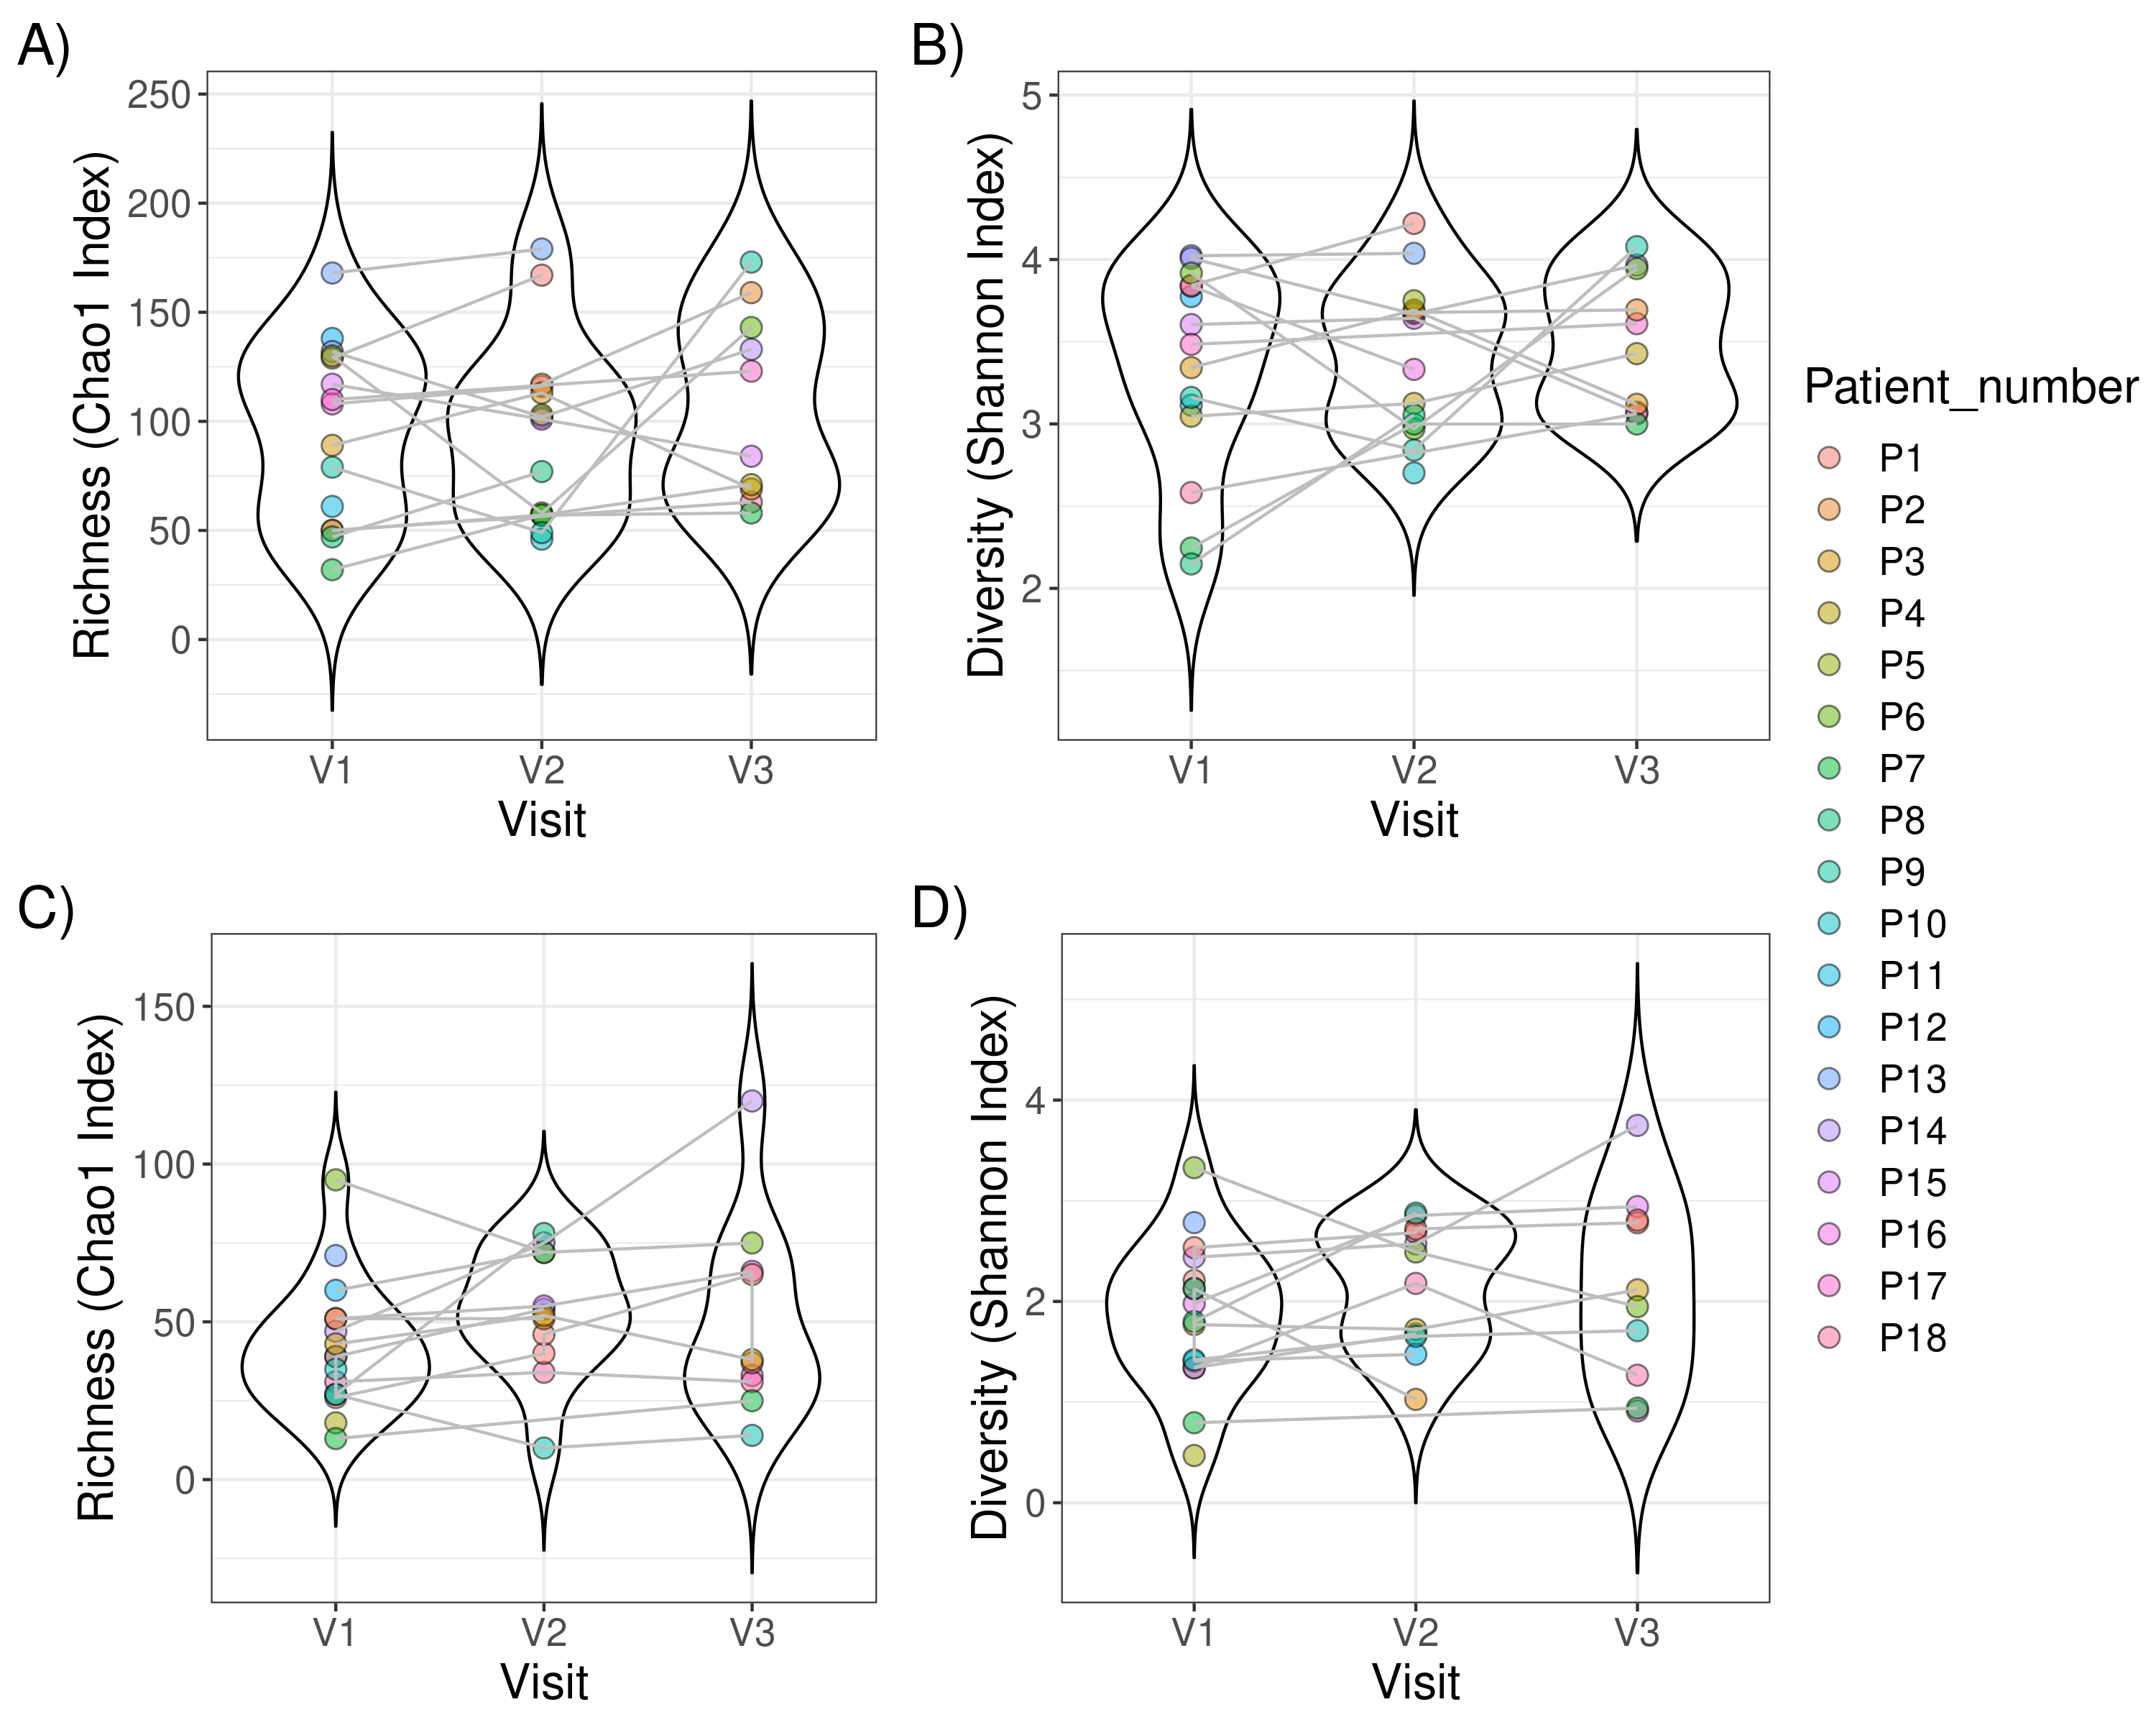 A)
Richness (Chao1 Index)
250
200
150
100
50
0
V1 V2 V3
Visit
B)
Diversity (Shannon Index)
5
4
3
2
V1 V2 V3
Visit
C)
Richness (Chao1 Index)
150
100
50
0
V1 V2 V3
Visit
D)
Diversity (Shannon Index)
4
2
0
V1 V2 V3
Visit
Patient_number
P1
P2
P3
P4
P5
P6
P7
P8
P9
P10
P11
P12
P13
P14
P15
P16
P17
P18